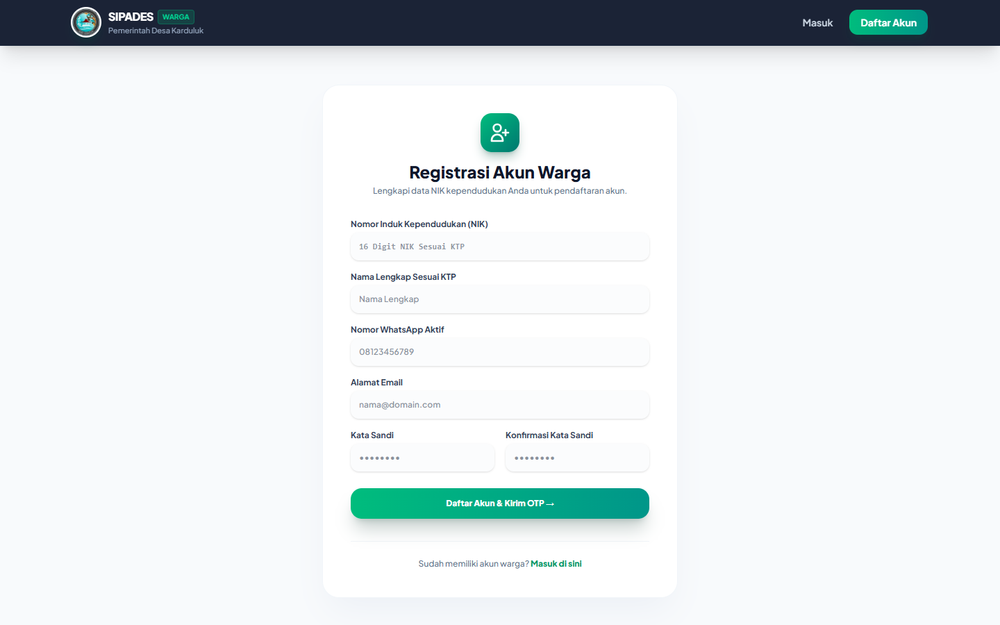 SIPADES WARGA
Pemerintah Desa Karduluk
Masuk
Daftar Akun
Registrasi Akun Warga
Lengkapi data NIK kependudukan Anda untuk pendaftaran akun.
Nomor Induk Kependudukan (NIK)
16 Digit NIK Sesuai KTP
Nama Lengkap Sesuai KTP
Nama Lengkap
Nomor WhatsApp Aktif
08123456789
Alamat Email
nama@domain.com
Kata Sandi
••••••••
Konfirmasi Kata Sandi
••••••••
Daftar Akun & Kirim OTP →
Sudah memiliki akun warga? Masuk di sini